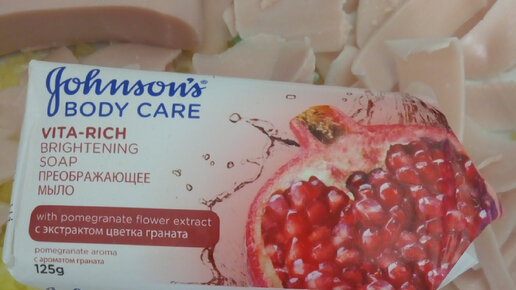 Johnson's
BODY CARE
VITA-RICH
BRIGHTENING
SOAP
ПРЕОБРАЖАЮЩЕЕ
МЫЛО
with pomegranate flower extract
с экстрактом цветка граната
pomegranate aroma
с ароматом граната
125g